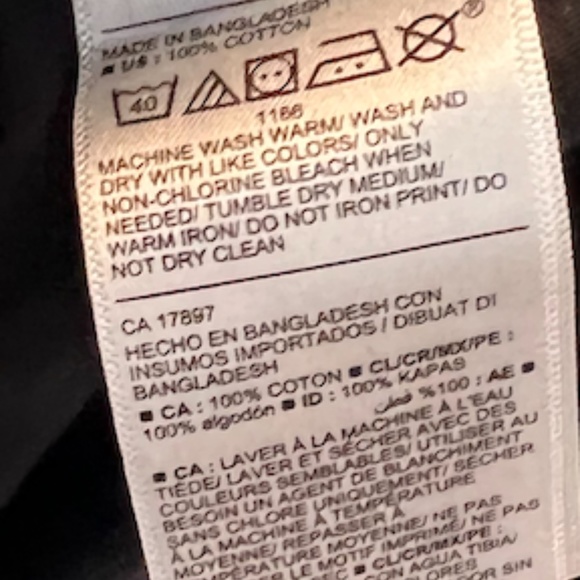 MADE IN BANGLADESH
■ US : 100% COTTON
40
®
1166
MACHINE WASH WARM/ WASH AND
DRY WITH LIKE COLORS/ ONLY
NON-CHLORINE BLEACH WHEN
NEEDED/ TUMBLE DRY MEDIUM/
WARM IRON/ DO NOT IRON PRINT/ DO
NOT DRY CLEAN
CA 17897
HECHO EN BANGLADESH CON
INSUMOS IMPORTADOS / DIBUAT DI
BANGLADESH
■ CA : 100% COTON ■ CL/CR/MX/PE :
100% algodón ■ ID : 100% KAPAS
■ AE : 100% قطن
■ CA : LAVER À LA MACHINE À L'EAU
TIÈDE/ LAVER ET SÉCHER AVEC DES
COULEURS SEMBLABLES/ UTILISER AU
BESOIN UN AGENT DE BLANCHIMENT
SANS CHLORE UNIQUEMENT/ SÉCHER
À LA MACHINE À TEMPÉRATURE
MOYENNE/ REPASSER À
TEMPÉRATURE MOYENNE/ NE PAS
LE MOTIF IMPRIMÉ/ NE PAS
■ CL/CR/MX/PE :
CON AGUA TIBIA/
SIN